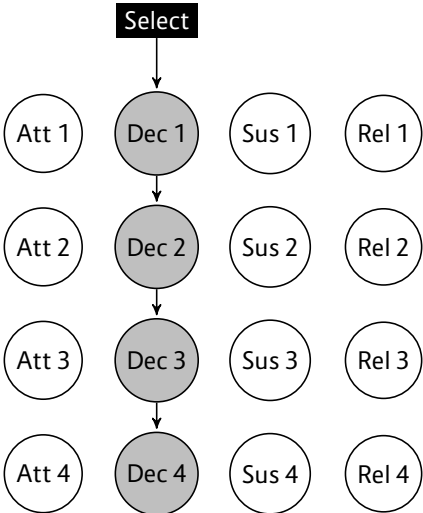 Select
Att 1 Dec 1 Sus 1 Rel 1
Att 2 Dec 2 Sus 2 Rel 2
Att 3 Dec 3 Sus 3 Rel 3
Att 4 Dec 4 Sus 4 Rel 4